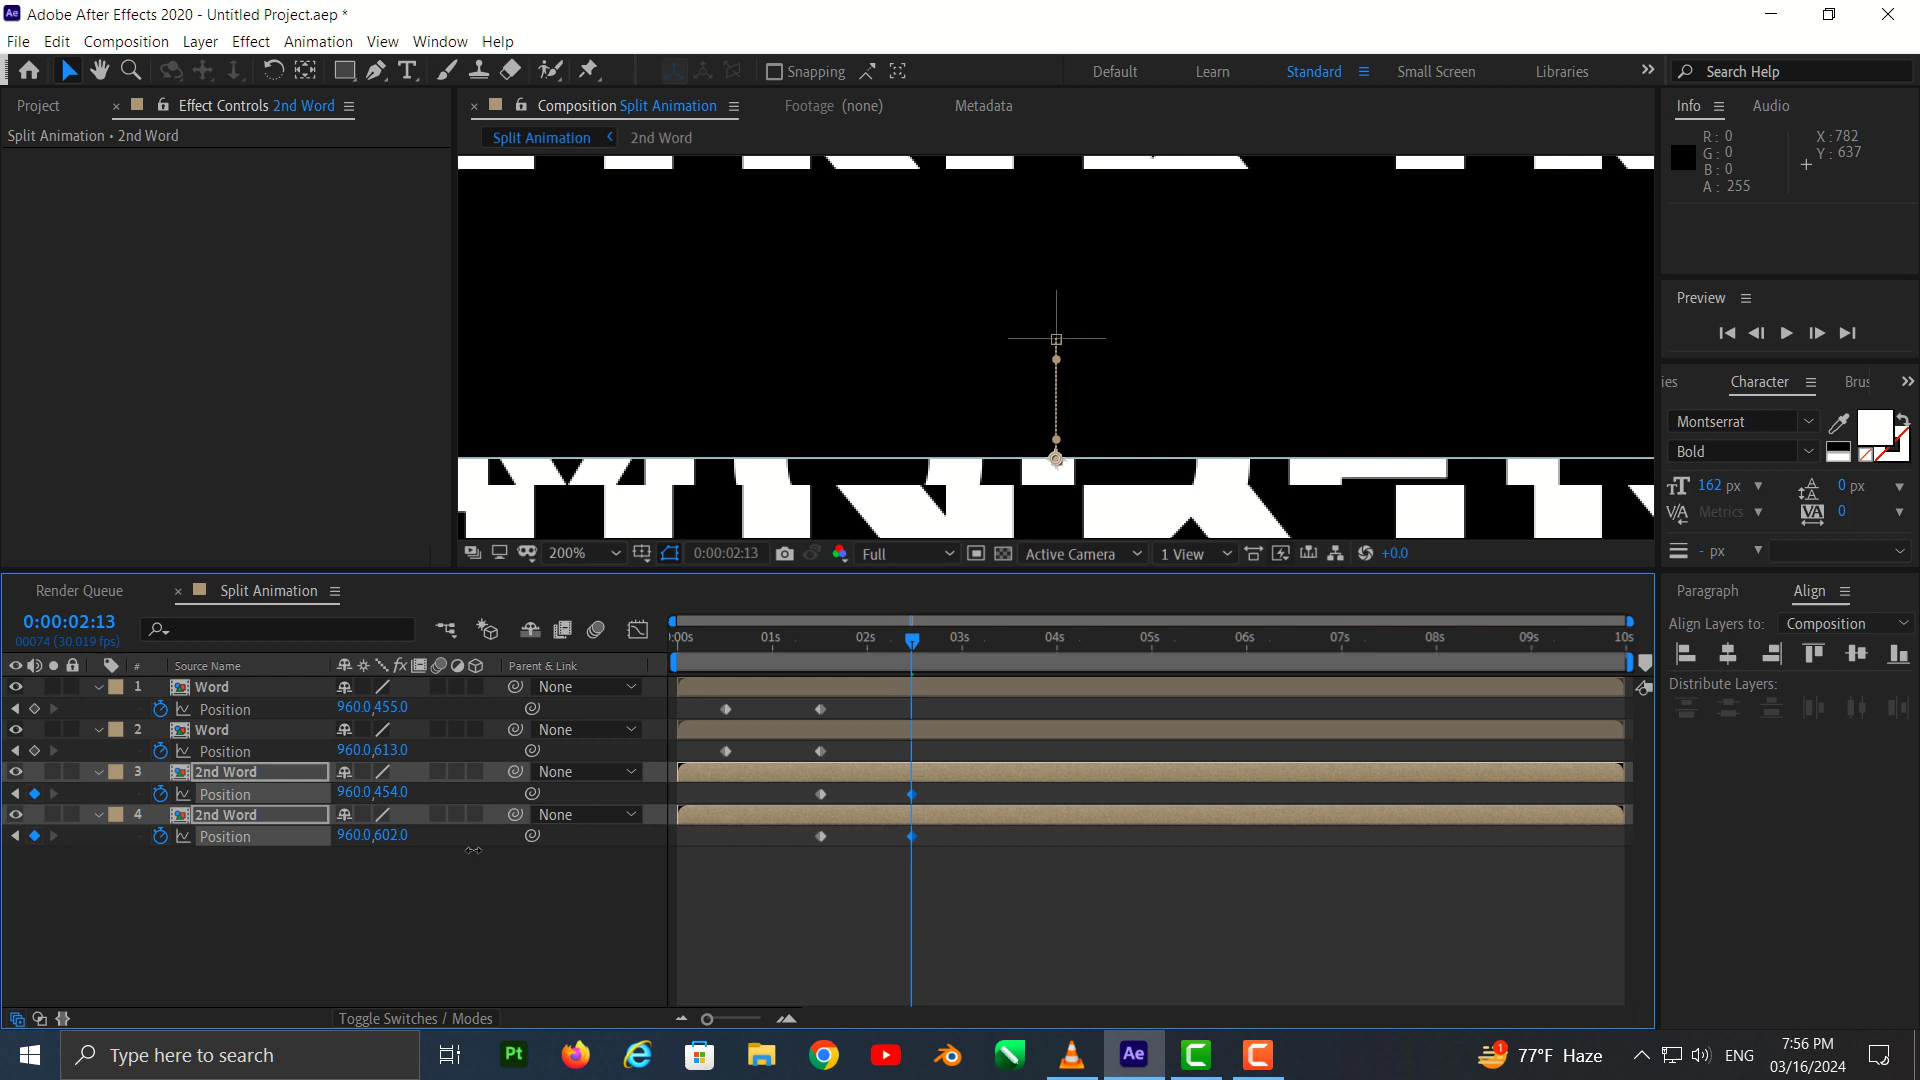 Adobe After Effects 2020 - Untitled Project.aep *
File Edit Composition Layer Effect Animation View Window Help
Snapping
Default Learn Standard Small Screen Libraries
Search Help
Project
Effect Controls 2nd Word
Composition Split Animation
Footage (none)
Metadata
Info Audio
Split Animation • 2nd Word
Split Animation 2nd Word
R: 0
G: 0
B: 0
A: 255
X: 782
Y: 637
Preview
ies Character Brus
Montserrat
Bold
162 px
0 px
Metrics
0
- px
200%
0:00:02:13
Full
Active Camera
1 View
+0.0
Render Queue
Split Animation
Paragraph Align
0:00:02:13
00074 (30.019 fps)
Align Layers to: Composition
Distribute Layers:
:00s 01s 02s 03s 04s 05s 06s 07s 08s 09s 10s
# Source Name fx Parent & Link
1 Word None
Position 960.0,455.0
2 Word None
Position 960.0,613.0
3 2nd Word None
Position 960.0,454.0
4 2nd Word None
Position 960.0,602.0
Toggle Switches / Modes
Type here to search
Pt
Ae
1
77°F Haze
ENG
7:56 PM
03/16/2024